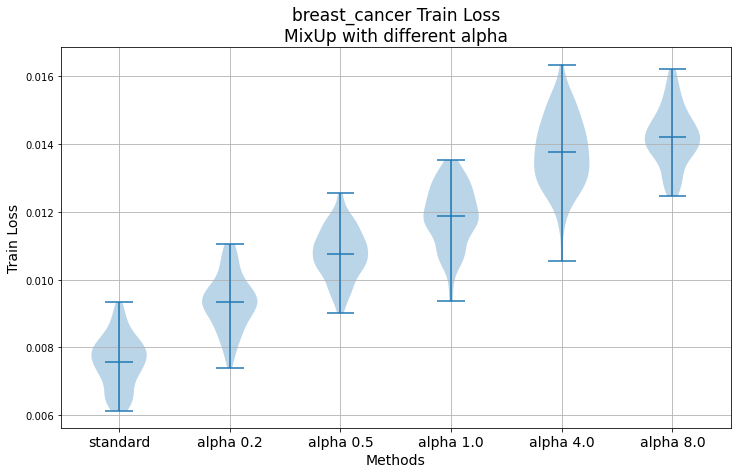 breast_cancer Train Loss
MixUp with different alpha
Train Loss
0.016
0.014
0.012
0.010
0.008
0.006
standard alpha 0.2 alpha 0.5 alpha 1.0 alpha 4.0 alpha 8.0
Methods